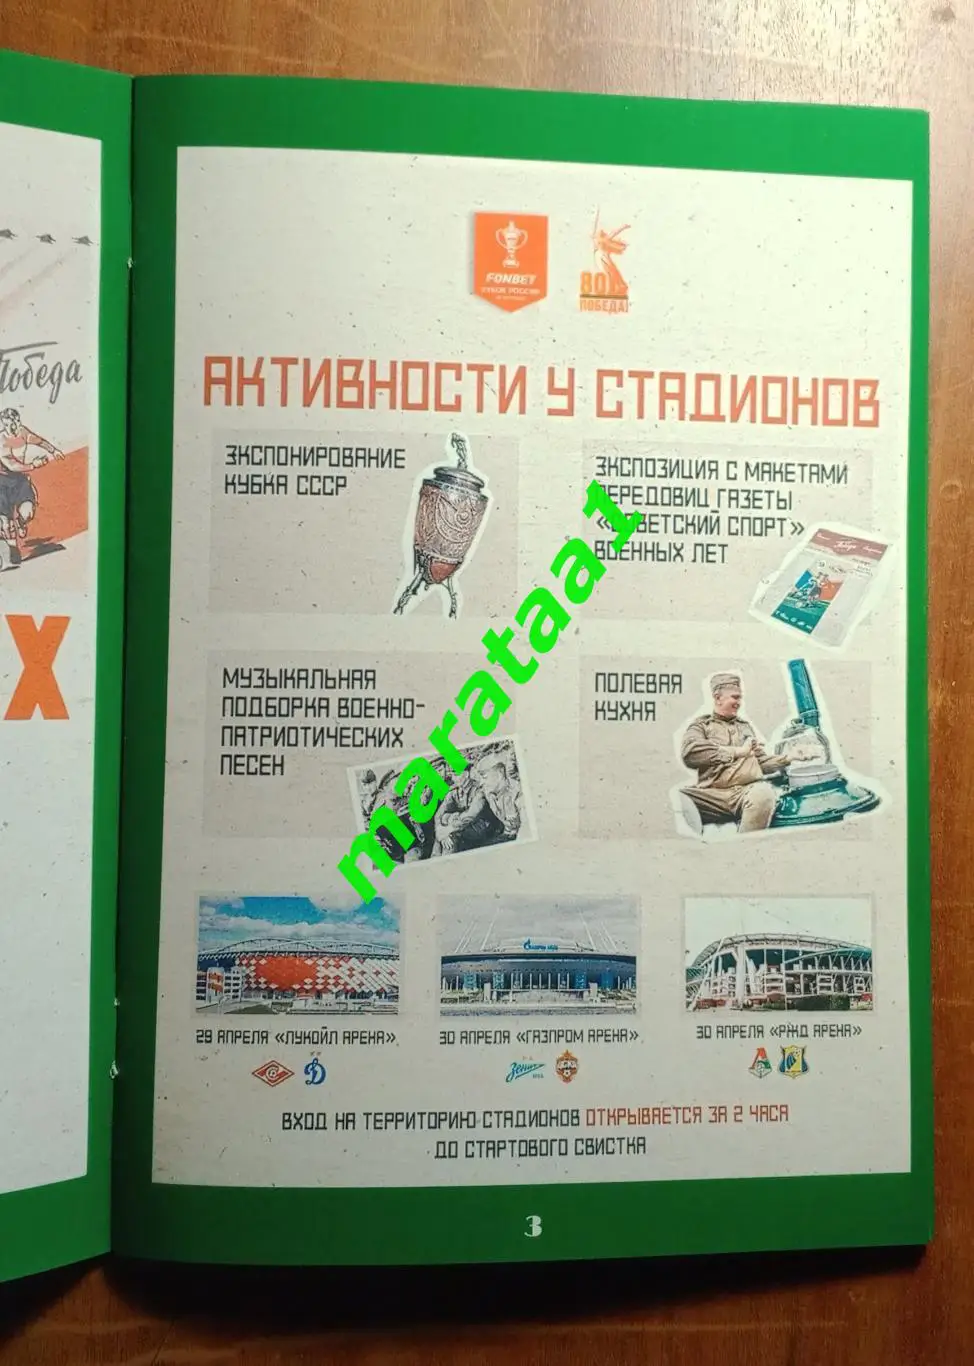 Победа
Х
FONBET
КУБОК РОССИИ
80
ПОБЕДА!
АКТИВНОСТИ У СТАДИОНОВ
ЭКСПОНИРОВАНИЕ
КУБКА СССР
ЭКСПОЗИЦИЯ С МАКЕТАМИ
ПЕРЕДОВИЦ ГАЗЕТЫ
«СОВЕТСКИЙ СПОРТ»
ВОЕННЫХ ЛЕТ
Победа
МУЗЫКАЛЬНАЯ
ПОДБОРКА ВОЕННО-
ПАТРИОТИЧЕСКИХ
ПЕСЕН
ПОЛЕВАЯ
КУХНЯ
marataa1
29 АПРЕЛЯ «ЛУКОЙЛ АРЕНА»
30 АПРЕЛЯ «ГАЗПРОМ АРЕНА»
30 АПРЕЛЯ «РЖД АРЕНА»
Зенит
ВХОД НА ТЕРРИТОРИЮ СТАДИОНОВ ОТКРЫВАЕТСЯ ЗА 2 ЧАСА
ДО СТАРТОВОГО СВИСТКА
3